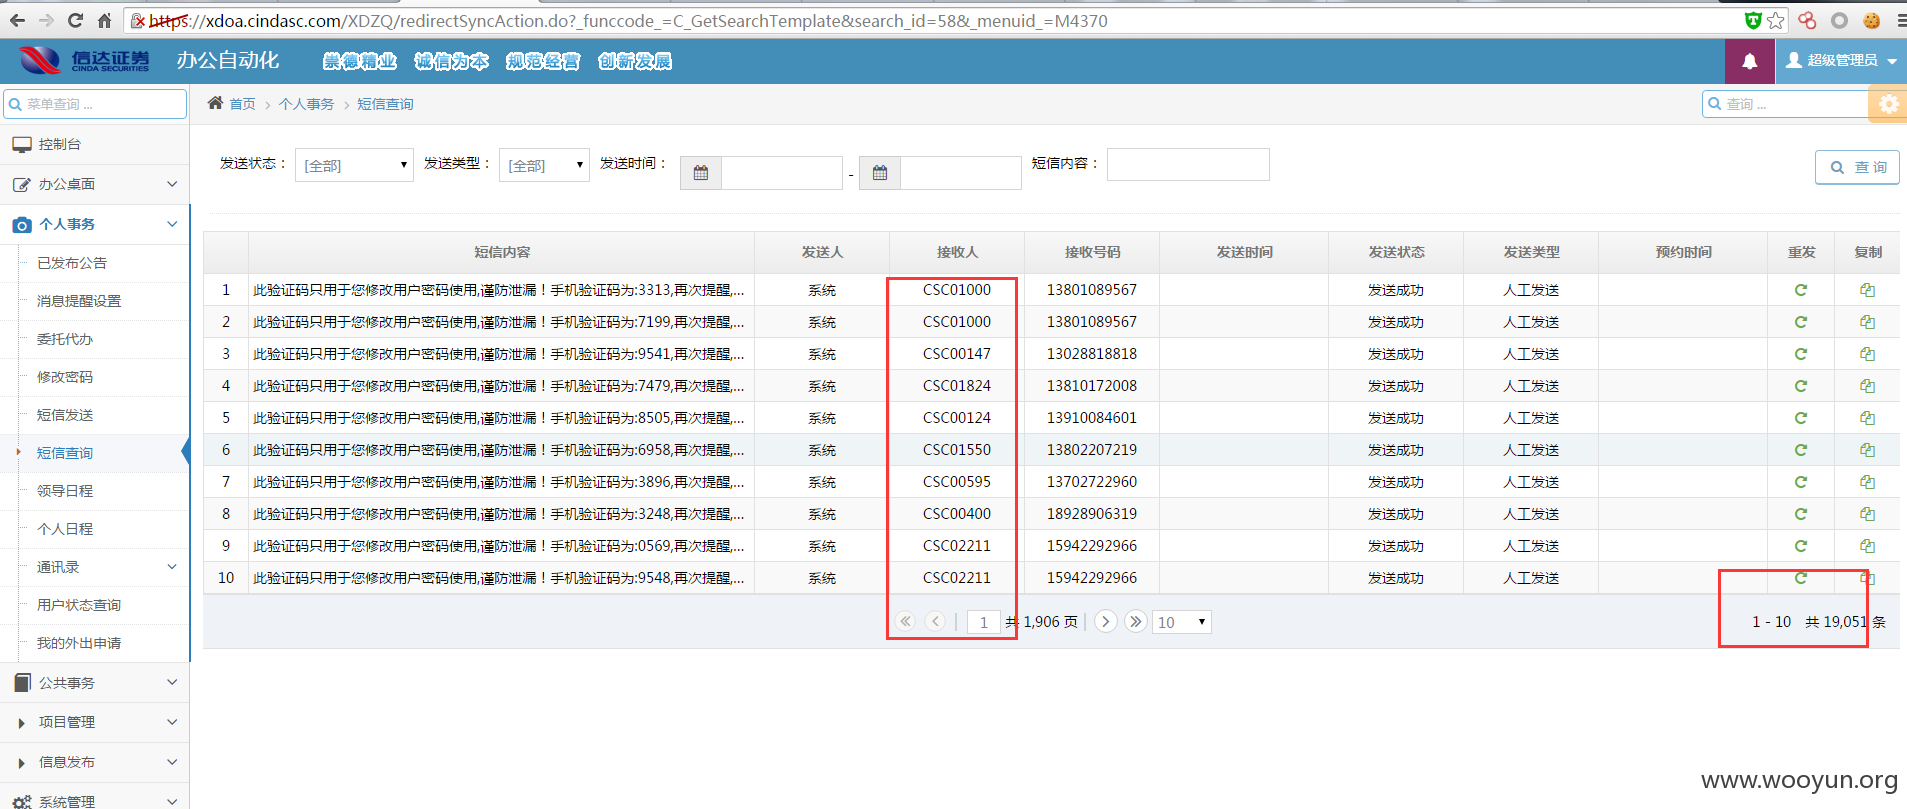 https://xdoa.cindasc.com/XDZQ/redirectSyncAction.do?_funccode_=C_GetSearchTemplate&search_id=58&_menuid_=M4370
信达证券 CINDA SECURITIES 办公自动化 崇德精业 诚信为本 规范经营 创新发展 超级管理员
菜单查询 ... 首页 个人事务 短信查询 查询 ...
控制台
办公桌面
个人事务
已发布公告
消息提醒设置
委托代办
修改密码
短信发送
短信查询
领导日程
个人日程
通讯录
用户状态查询
我的外出申请
公共事务
项目管理
信息发布
系统管理
发送状态： [全部] 发送类型： [全部] 发送时间： - 短信内容： 查 询
短信内容 发送人 接收人 接收号码 发送时间 发送状态 发送类型 预约时间 重发 复制
1 此验证码只用于您修改用户密码使用,谨防泄漏！手机验证码为:3313,再次提醒,... 系统 CSC01000 13801089567 发送成功 人工发送
2 此验证码只用于您修改用户密码使用,谨防泄漏！手机验证码为:7199,再次提醒,... 系统 CSC01000 13801089567 发送成功 人工发送
3 此验证码只用于您修改用户密码使用,谨防泄漏！手机验证码为:9541,再次提醒,... 系统 CSC00147 13028818818 发送成功 人工发送
4 此验证码只用于您修改用户密码使用,谨防泄漏！手机验证码为:7479,再次提醒,... 系统 CSC01824 13810172008 发送成功 人工发送
5 此验证码只用于您修改用户密码使用,谨防泄漏！手机验证码为:8505,再次提醒,... 系统 CSC00124 13910084601 发送成功 人工发送
6 此验证码只用于您修改用户密码使用,谨防泄漏！手机验证码为:6958,再次提醒,... 系统 CSC01550 13802207219 发送成功 人工发送
7 此验证码只用于您修改用户密码使用,谨防泄漏！手机验证码为:3896,再次提醒,... 系统 CSC00595 13702722960 发送成功 人工发送
8 此验证码只用于您修改用户密码使用,谨防泄漏！手机验证码为:3248,再次提醒,... 系统 CSC00400 18928906319 发送成功 人工发送
9 此验证码只用于您修改用户密码使用,谨防泄漏！手机验证码为:0569,再次提醒,... 系统 CSC02211 15942292966 发送成功 人工发送
10 此验证码只用于您修改用户密码使用,谨防泄漏！手机验证码为:9548,再次提醒,... 系统 CSC02211 15942292966 发送成功 人工发送
1 共 1,906 页 10 1 - 10 共 19,051 条
www.wooyun.org